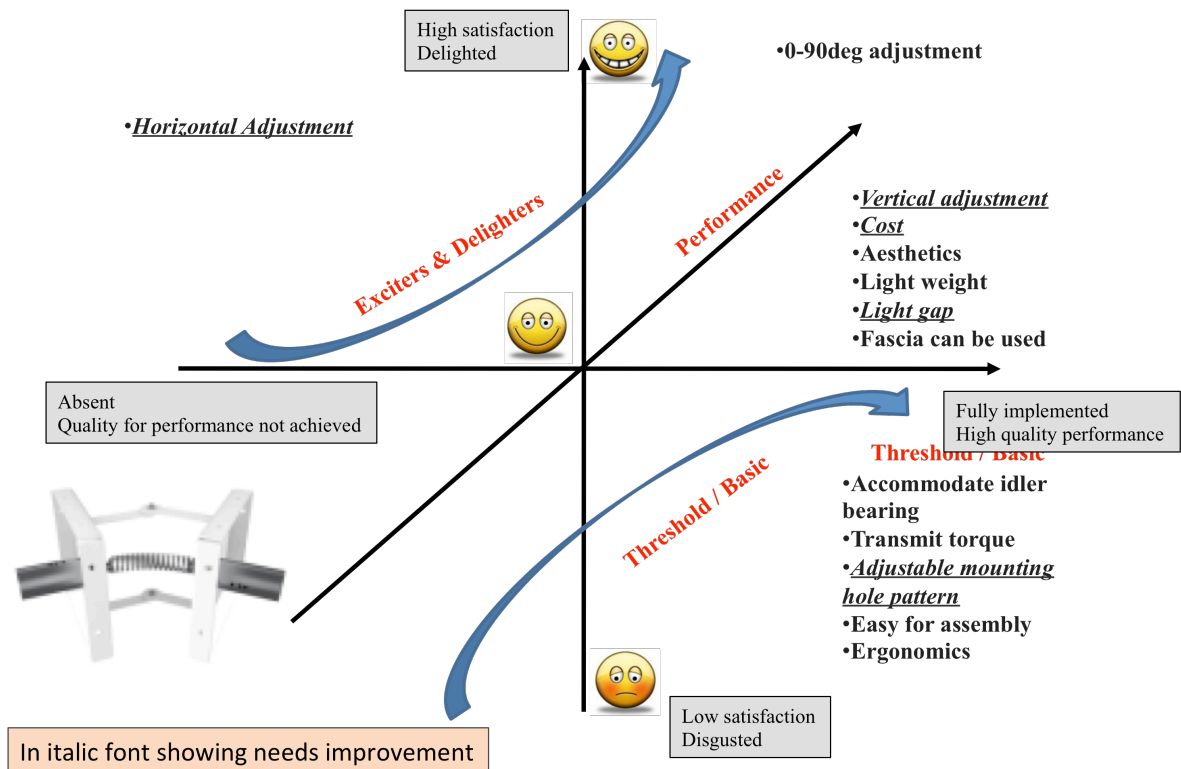 High satisfaction
Delighted
•0-90deg adjustment
•Horizontal Adjustment
Exciters & Delighters
Performance
•Vertical adjustment
•Cost
•Aesthetics
•Light weight
•Light gap
•Fascia can be used
Absent
Quality for performance not achieved
Fully implemented
High quality performance
Threshold / Basic
Threshold / Basic
•Accommodate idler
bearing
•Transmit torque
•Adjustable mounting
hole pattern
•Easy for assembly
•Ergonomics
Low satisfaction
Disgusted
In italic font showing needs improvement